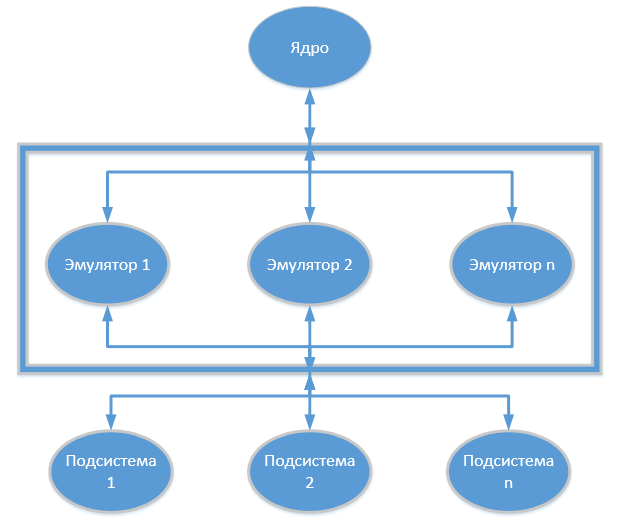 Ядро
Эмулятор 1
Эмулятор 2
Эмулятор n
Подсистема
1
Подсистема
2
Подсистема
n